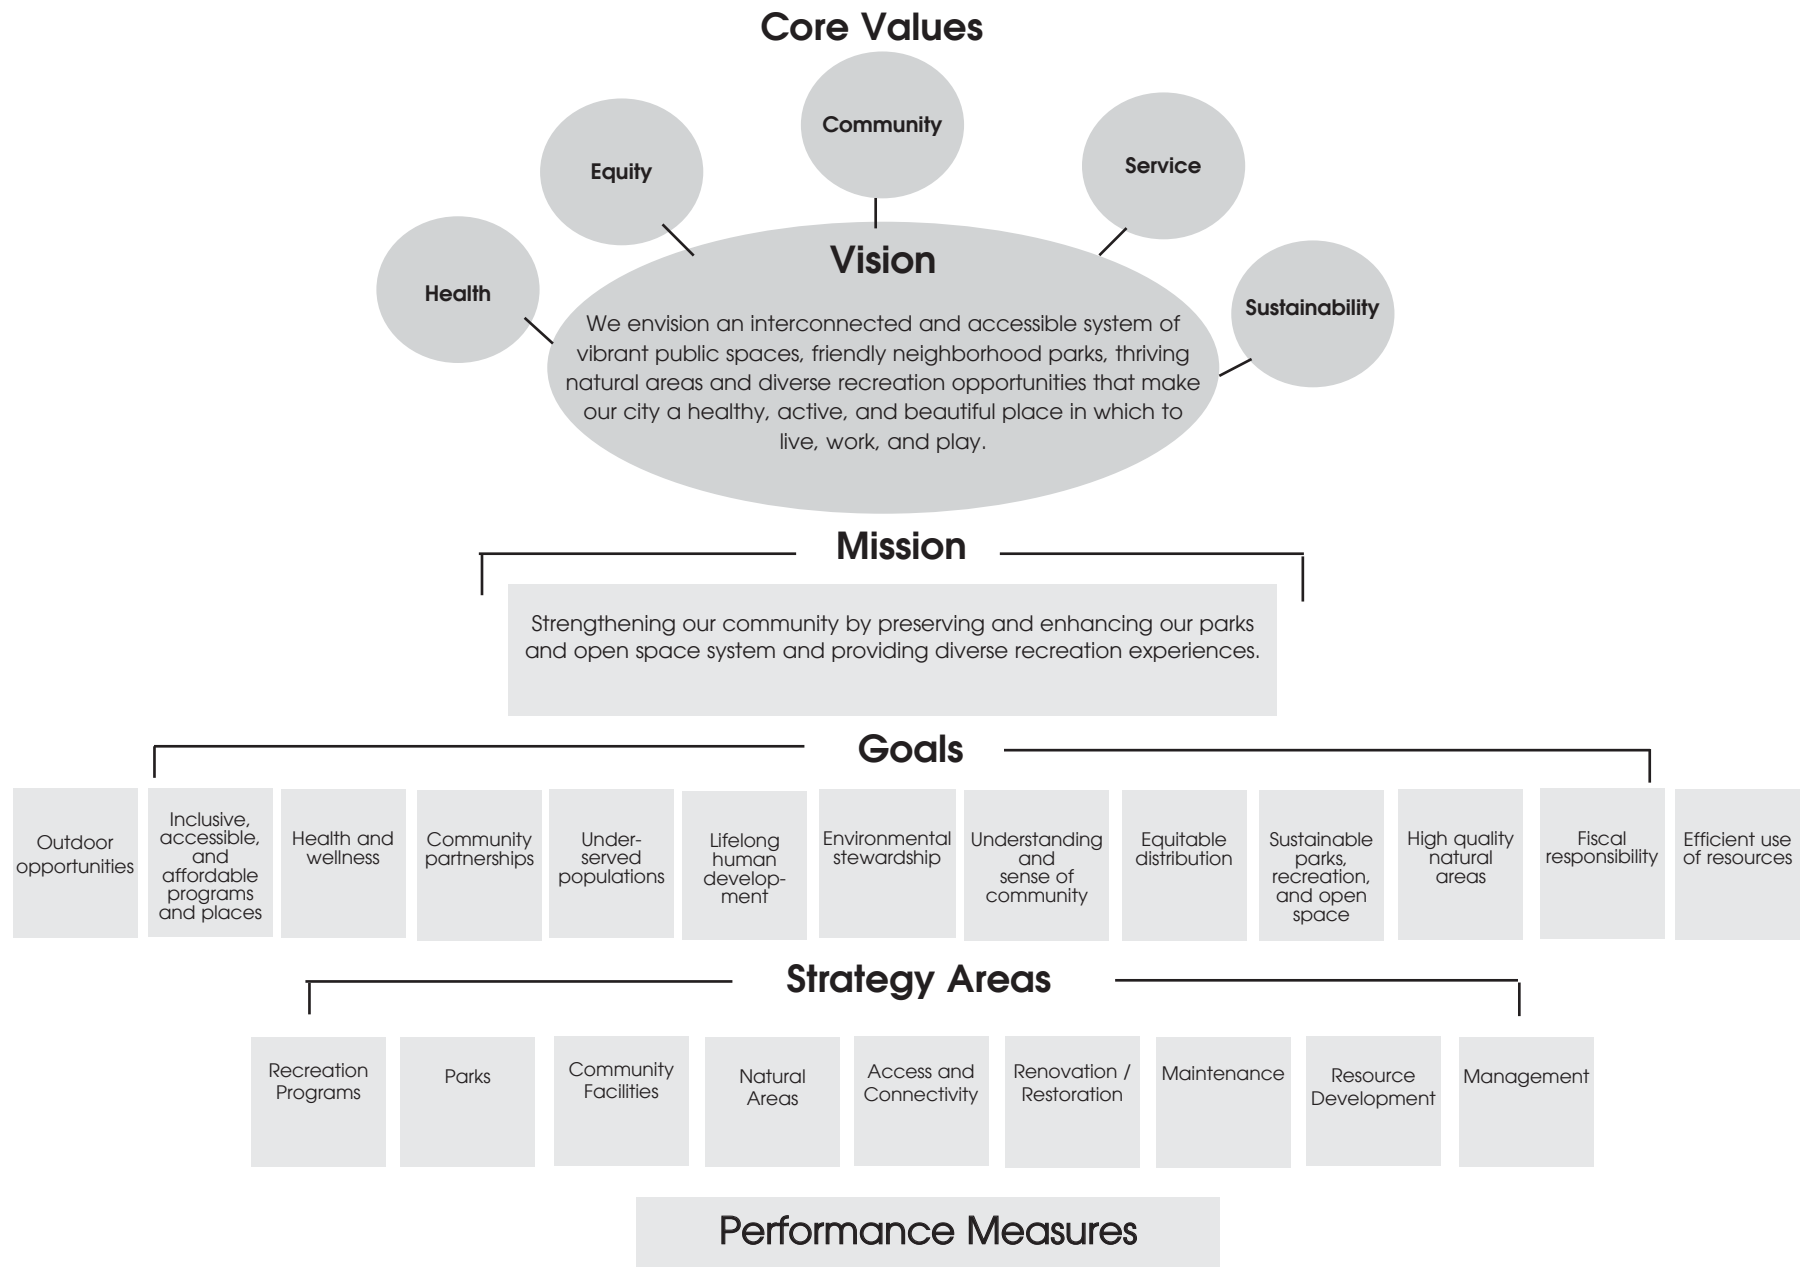 Core Values
Community
Equity
Service
Health
Sustainability
Vision
We envision an interconnected and accessible system of
vibrant public spaces, friendly neighborhood parks, thriving
natural areas and diverse recreation opportunities that make
our city a healthy, active, and beautiful place in which to
live, work, and play.
Mission
Strengthening our community by preserving and enhancing our parks
and open space system and providing diverse recreation experiences.
Goals
Outdoor
opportunities
Inclusive,
accessible,
and
affordable
programs
and places
Health and
wellness
Community
partnerships
Under-
served
populations
Lifelong
human
develop-
ment
Environmental
stewardship
Understanding
and
sense of
community
Equitable
distribution
Sustainable
parks,
recreation,
and open
space
High quality
natural
areas
Fiscal
responsibility
Efficient use
of resources
Strategy Areas
Recreation
Programs
Parks
Community
Facilities
Natural
Areas
Access and
Connectivity
Renovation /
Restoration
Maintenance
Resource
Development
Management
Performance Measures